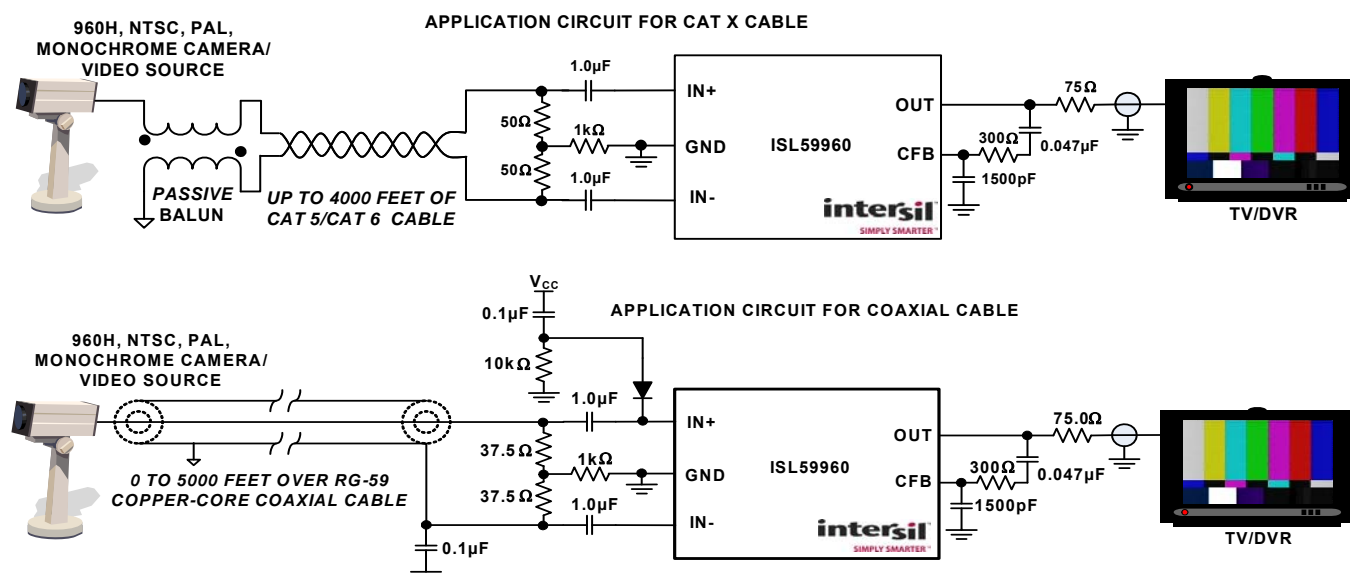 APPLICATION CIRCUIT FOR CAT X CABLE
960H, NTSC, PAL,
MONOCHROME CAMERA/
VIDEO SOURCE
PASSIVE
BALUN
UP TO 4000 FEET OF
CAT 5/CAT 6 CABLE
1.0µF
50Ω
1kΩ
50Ω
1.0µF
IN+
GND
IN-
ISL59960
OUT
CFB
intersil™
SIMPLY SMARTER™
75Ω
300Ω
0.047µF
1500pF
TV/DVR
APPLICATION CIRCUIT FOR COAXIAL CABLE
960H, NTSC, PAL,
MONOCHROME CAMERA/
VIDEO SOURCE
0 TO 5000 FEET OVER RG-59
COPPER-CORE COAXIAL CABLE
VCC
0.1µF
10kΩ
1.0µF
37.5Ω
1kΩ
37.5Ω
1.0µF
0.1µF
IN+
GND
IN-
ISL59960
OUT
CFB
intersil™
SIMPLY SMARTER™
75.0Ω
300Ω
0.047µF
1500pF
TV/DVR